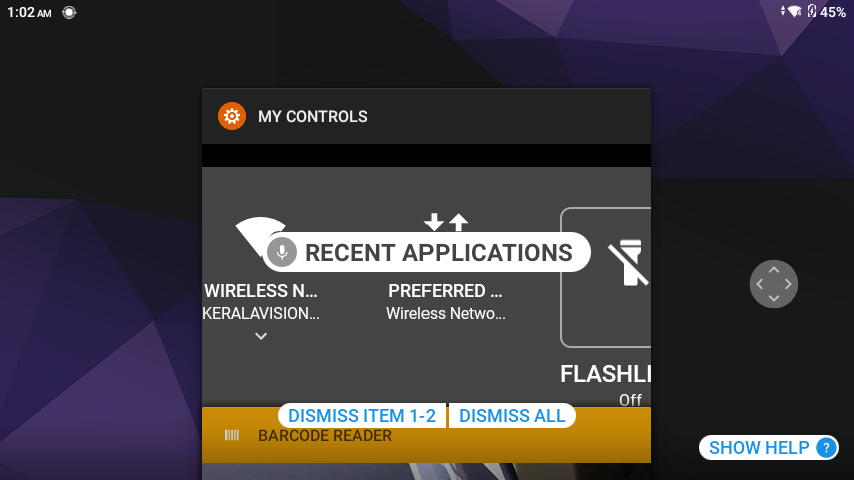 1:02 AM
45%
MY CONTROLS
RECENT APPLICATIONS
WIRELESS N...
PREFERRED ...
KERALAVISION...
Wireless Netwo...
FLASHLI
Off
DISMISS ITEM 1-2
DISMISS ALL
BARCODE READER
SHOW HELP ?